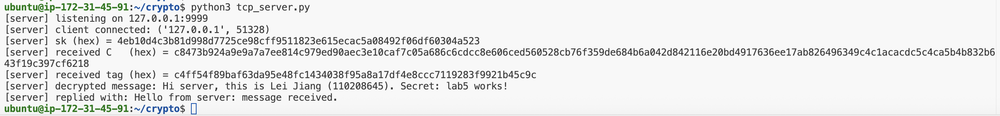 ubuntu@ip-172-31-45-91:~/crypto$ python3 tcp_server.py
[server] listening on 127.0.0.1:9999
[server] client connected: ('127.0.0.1', 51328)
[server] sk (hex) = 4eb10d4c3b81d998d7725ce98cff9511823e615ecac5a08492f06df60304a523
[server] received C   (hex) = c8473b924a9e9a7a7ee814c979ed90aec3e10caf7c05a686c6cdcc8e606ced560528cb76f359de684b6a042d842116e20bd4917636ee17ab826496349c4c1acacdc5c4ca5b4b832b6
43f19c397cf6218
[server] received tag (hex) = c4ff54f89baf63da95e48fc1434038f95a8a17df4e8ccc7119283f9921b45c9c
[server] decrypted message: Hi server, this is Lei Jiang (110208645). Secret: lab5 works!
[server] replied with: Hello from server: message received.
ubuntu@ip-172-31-45-91:~/crypto$